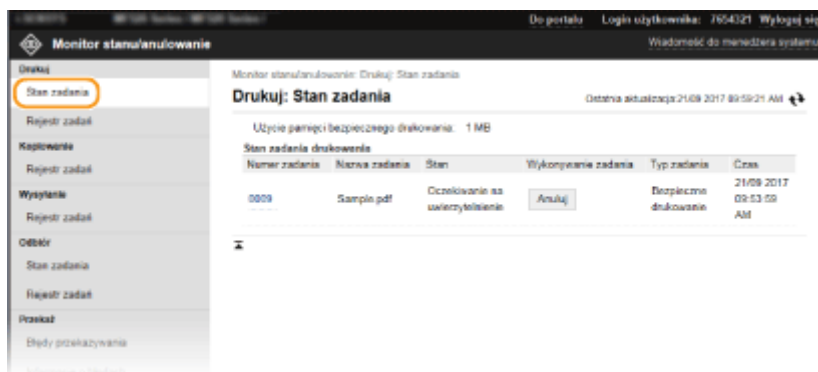 Do portalu Login użytkownika: 7654321 Wyloguj się
Monitor stanu/anulowanie
Wiadomość do menedżera systemu
Drukuj
Stan zadania
Rejestr zadań
Kopiowanie
Rejestr zadań
Wysyłanie
Rejestr zadań
Odbiór
Stan zadania
Rejestr zadań
Przekaż
Błędy przekazywania
Monitor stanu/anulowanie: Drukuj: Stan zadania
Drukuj: Stan zadania
Ostatnia aktualizacja:21/09 2017 09:59:21 AM
Użycie pamięci bezpiecznego drukowania: 1 MB
Stan zadania drukowania
Numer zadania Nazwa zadania Stan Wykonywanie zadania Typ zadania Czas
0009 Sample.pdf Oczekiwanie na uwierzytelnienie Anuluj Bezpieczne drukowanie 21/09 2017 09:53:59 AM